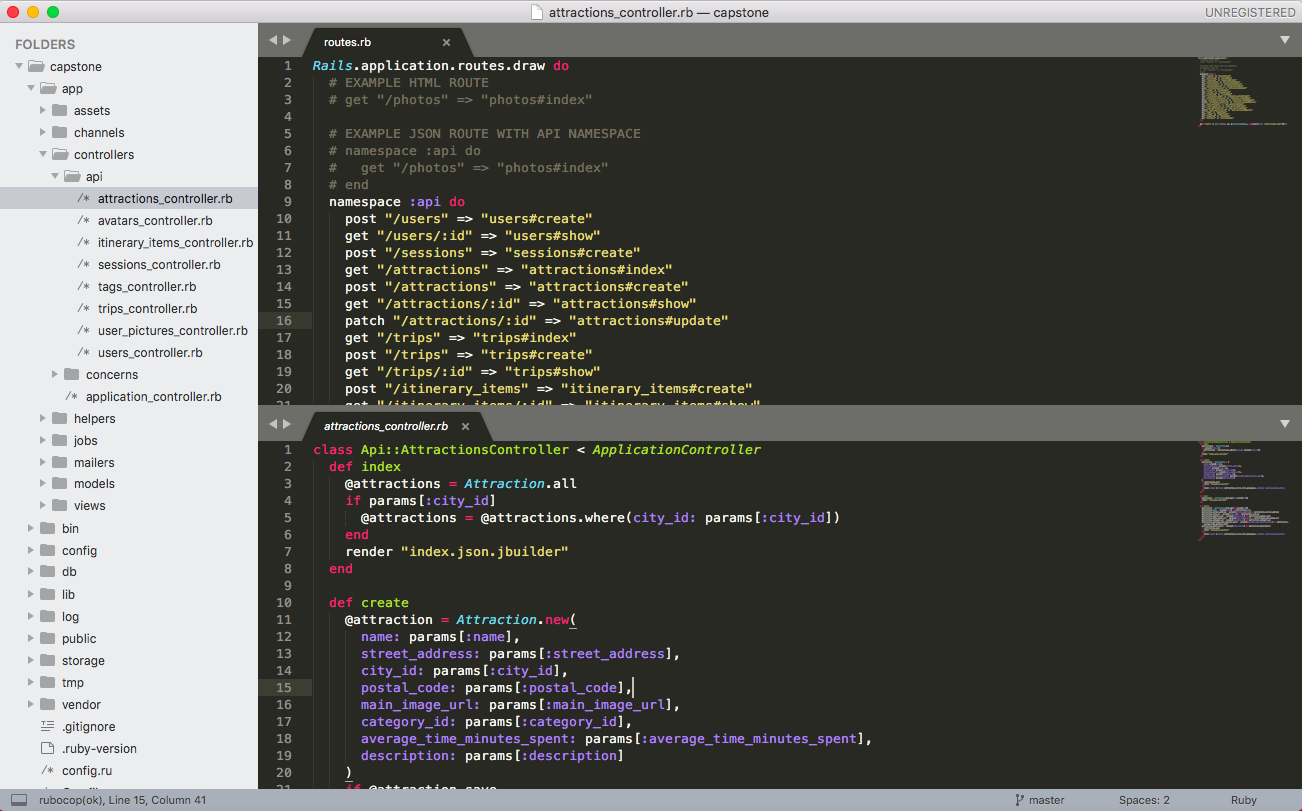 attractions_controller.rb — capstone
UNREGISTERED
FOLDERS
capstone
app
assets
channels
controllers
api
/* attractions_controller.rb
/* avatars_controller.rb
/* itinerary_items_controller.rb
/* sessions_controller.rb
/* tags_controller.rb
/* trips_controller.rb
/* user_pictures_controller.rb
/* users_controller.rb
concerns
/* application_controller.rb
helpers
jobs
mailers
models
views
bin
config
db
lib
log
public
storage
tmp
vendor
.gitignore
.ruby-version
/* config.ru
routes.rb ×
1 Rails.application.routes.draw do
2 # EXAMPLE HTML ROUTE
3 # get "/photos" => "photos#index"
4
5 # EXAMPLE JSON ROUTE WITH API NAMESPACE
6 # namespace :api do
7 #   get "/photos" => "photos#index"
8 # end
9 namespace :api do
10 post "/users" => "users#create"
11 get "/users/:id" => "users#show"
12 post "/sessions" => "sessions#create"
13 get "/attractions" => "attractions#index"
14 post "/attractions" => "attractions#create"
15 get "/attractions/:id" => "attractions#show"
16 patch "/attractions/:id" => "attractions#update"
17 get "/trips" => "trips#index"
18 post "/trips" => "trips#create"
19 get "/trips/:id" => "trips#show"
20 post "/itinerary_items" => "itinerary_items#create"
21 get "/itinerary_items/:id" => "itinerary_items#show"
attractions_controller.rb ×
1 class Api::AttractionsController < ApplicationController
2 def index
3 @attractions = Attraction.all
4 if params[:city_id]
5 @attractions = @attractions.where(city_id: params[:city_id])
6 end
7 render "index.json.jbuilder"
8 end
9
10 def create
11 @attraction = Attraction.new(
12 name: params[:name],
13 street_address: params[:street_address],
14 city_id: params[:city_id],
15 postal_code: params[:postal_code],
16 main_image_url: params[:main_image_url],
17 category_id: params[:category_id],
18 average_time_minutes_spent: params[:average_time_minutes_spent],
19 description: params[:description]
20 )
21 if @attraction.save
rubocop(ok), Line 15, Column 41
master
Spaces: 2
Ruby